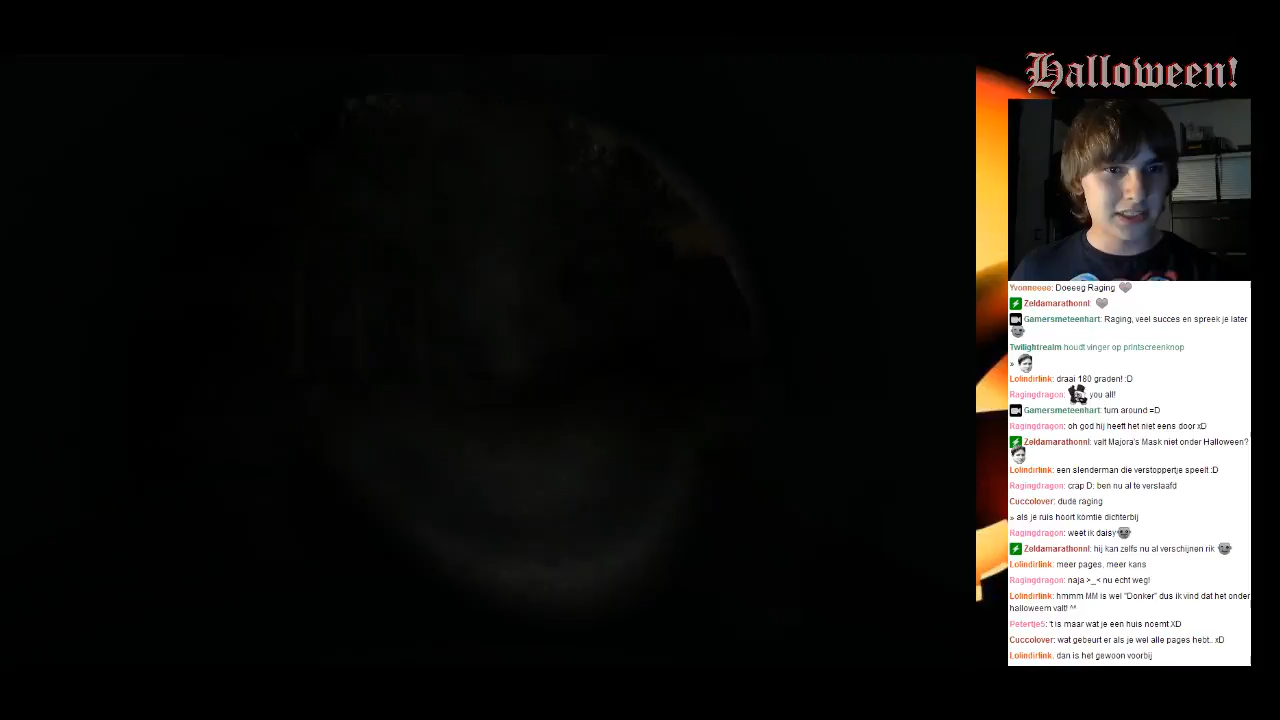 Halloween!
Yvonneeee: Doeeeg Raging
Zeldamarathonnl:
Gamersmeteenhart: Raging, veel succes en spreek je later
Twilightrealm houdt vinger op printscreenknop
»
Lolindirlink: draai 180 graden! :D
Ragingdragon: you all!
Gamersmeteenhart: turn around =D
Ragingdragon: oh god hij heeft het niet eens door xD
Zeldamarathonnl: valt Majora's Mask niet onder Halloween?
Lolindirlink: een slenderman die verstoppertje speelt :D
Ragingdragon: crap D; ben nu al te verslaafd
Cuccolover: dude raging
» als je ruis hoort komtie dichterbij
Ragingdragon: weet ik daisy
Zeldamarathonnl: hij kan zelfs nu al verschijnen rik
Lolindirlink: meer pages, meer kans
Ragingdragon: naja >_< nu echt weg!
Lolindirlink: hmmm MM is wel "Donker" dus ik vind dat het onder
halloweem valt! ^^
Petertje5: 't is maar wat je een huis noemt XD
Cuccolover: wat gebeurt er als je wel alle pages hebt.. xD
Lolindirlink: dan is het gewoon voorbij